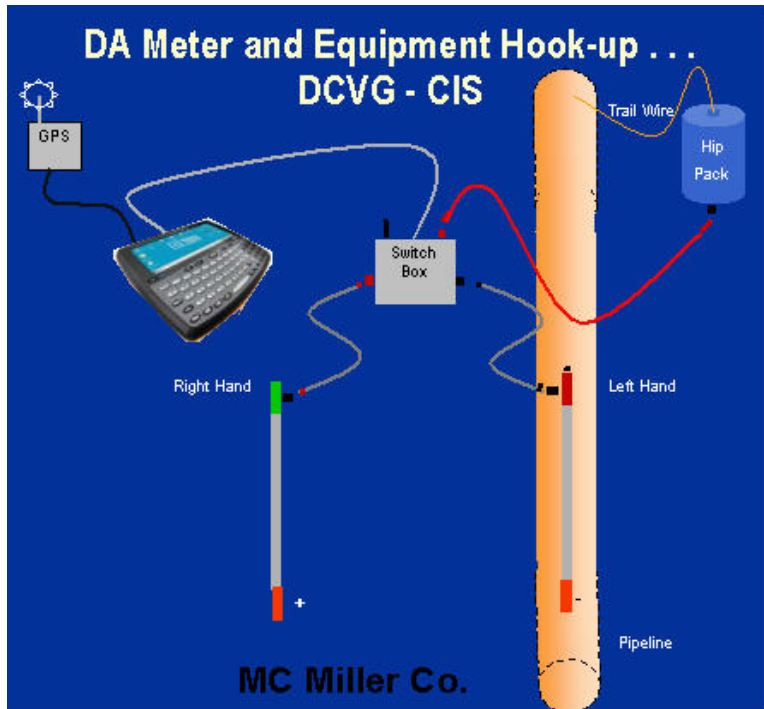 DA Meter and Equipment Hook-up . . .
DCVG - CIS
GPS
Trail Wire
Hip
Pack
Switch
Box
Right Hand
Left Hand
+
-
Pipeline
MC Miller Co.